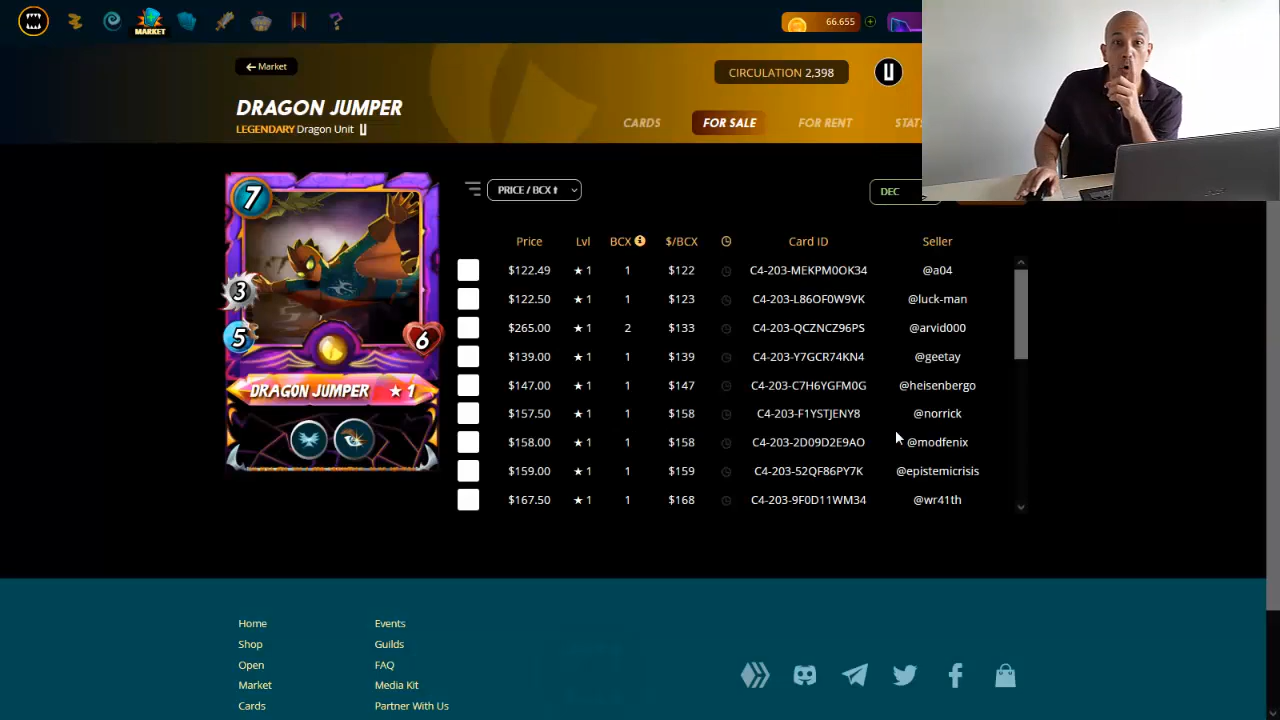 MARKET
66.655
← Market
CIRCULATION 2,398
DRAGON JUMPER
LEGENDARY Dragon Unit
CARDS FOR SALE FOR RENT STATS
PRICE / BCX
DEC
7
3
5
6
DRAGON JUMPER ★ 1
Price Lvl BCX $/BCX Card ID Seller
$122.49 ★ 1 1 $122 C4-203-MEKPM0OK34 @a04
$122.50 ★ 1 1 $123 C4-203-L86OF0W9VK @luck-man
$265.00 ★ 1 2 $133 C4-203-QCZNCZ96PS @arvid000
$139.00 ★ 1 1 $139 C4-203-Y7GCR74KN4 @geetay
$147.00 ★ 1 1 $147 C4-203-C7H6YGFM0G @heisenbergo
$157.50 ★ 1 1 $158 C4-203-F1YSTJENY8 @norrick
$158.00 ★ 1 1 $158 C4-203-2D09D2E9AO @modfenix
$159.00 ★ 1 1 $159 C4-203-52QF86PY7K @epistemicrisis
$167.50 ★ 1 1 $168 C4-203-9F0D11WM34 @wr41th
Home
Shop
Open
Market
Cards
Events
Guilds
FAQ
Media Kit
Partner With Us